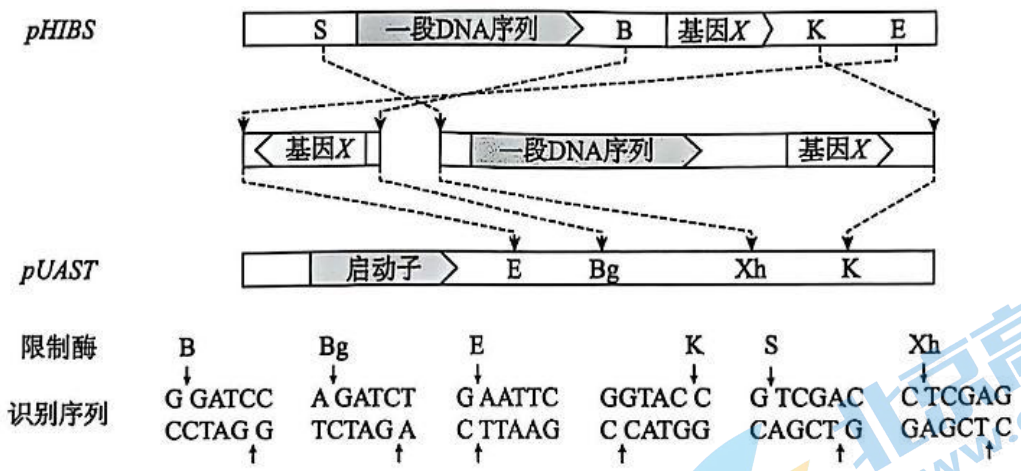 pHIBS S 一段DNA序列 B 基因X K E
基因X 一段DNA序列 基因X
pUAST 启动子 E Bg Xh K
限制酶 B Bg E K S Xh
识别序列 G GATCC A GATCT G AATTC GGTAC C G TCGAC C TCGAG
CCTAG G TCTAG A C TTAAG C CATGG CAGCT G GAGCT C